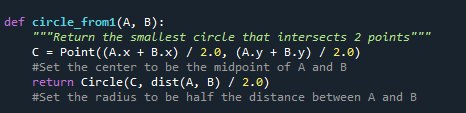 def circle_from1(A, B):
    """Return the smallest circle that intersects 2 points"""
    C = Point((A.x + B.x) / 2.0, (A.y + B.y) / 2.0)
    #Set the center to be the midpoint of A and B
    return Circle(C, dist(A, B) / 2.0)
    #Set the radius to be half the distance between A and B